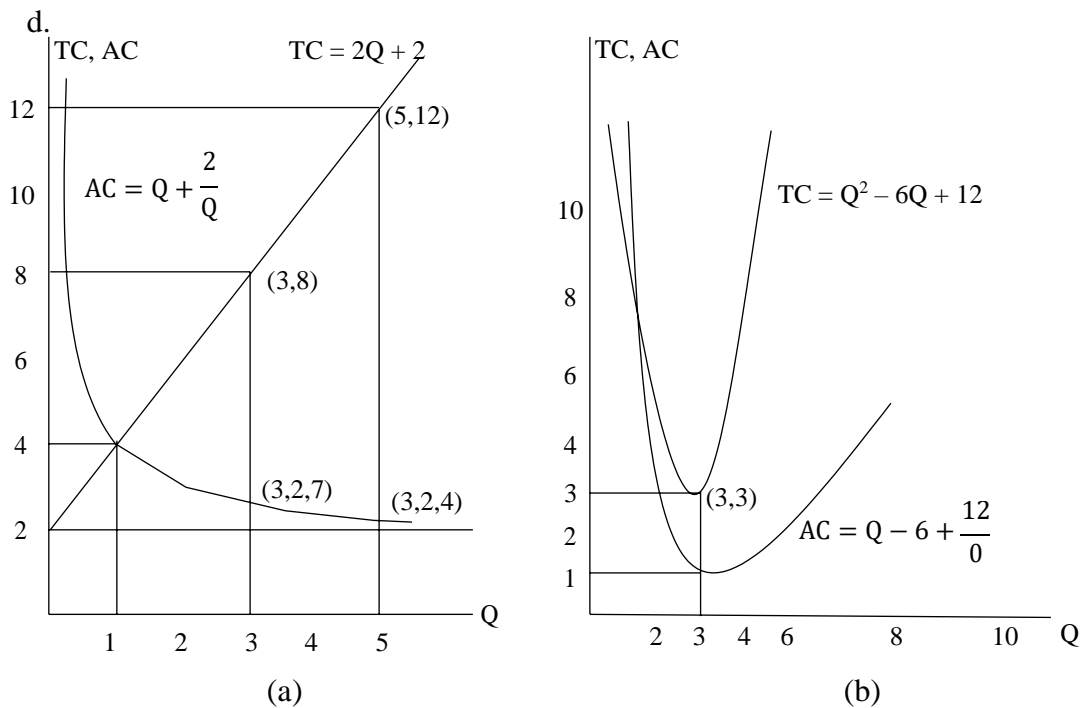 d.
TC, AC
TC = 2Q + 2
12
(5,12)
10
AC = Q + 2/Q
8
(3,8)
6
4
(3,2,7)
(3,2,4)
2
Q
1 2 3 4 5
(a)
TC, AC
10
TC = Q² – 6Q + 12
8
6
4
3
(3,3)
2
AC = Q − 6 + 12/0
1
Q
2 3 4 6 8 10
(b)